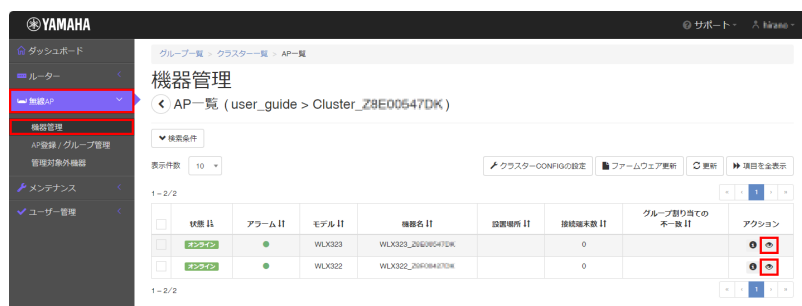 YAMAHA
サポート
hirano
ダッシュボード
ルーター
無線AP
機器管理
AP登録 / グループ管理
管理対象外機器
メンテナンス
ユーザー管理
グループ一覧 > クラスター一覧 > AP一覧
機器管理
AP一覧 ( user_guide > Cluster_Z8E00547DK )
検索条件
表示件数 10
クラスターCONFIGの設定 ファームウェア更新 更新 項目を全表示
1 – 2 / 2
« ‹ 1 › »
状態 アラーム モデル 機器名 設置場所 接続端末数 グループ割り当ての不一致 アクション
オンライン WLX323 WLX323_ 0
オンライン WLX322 WLX322_ 0
1 – 2 / 2
« ‹ 1 › »